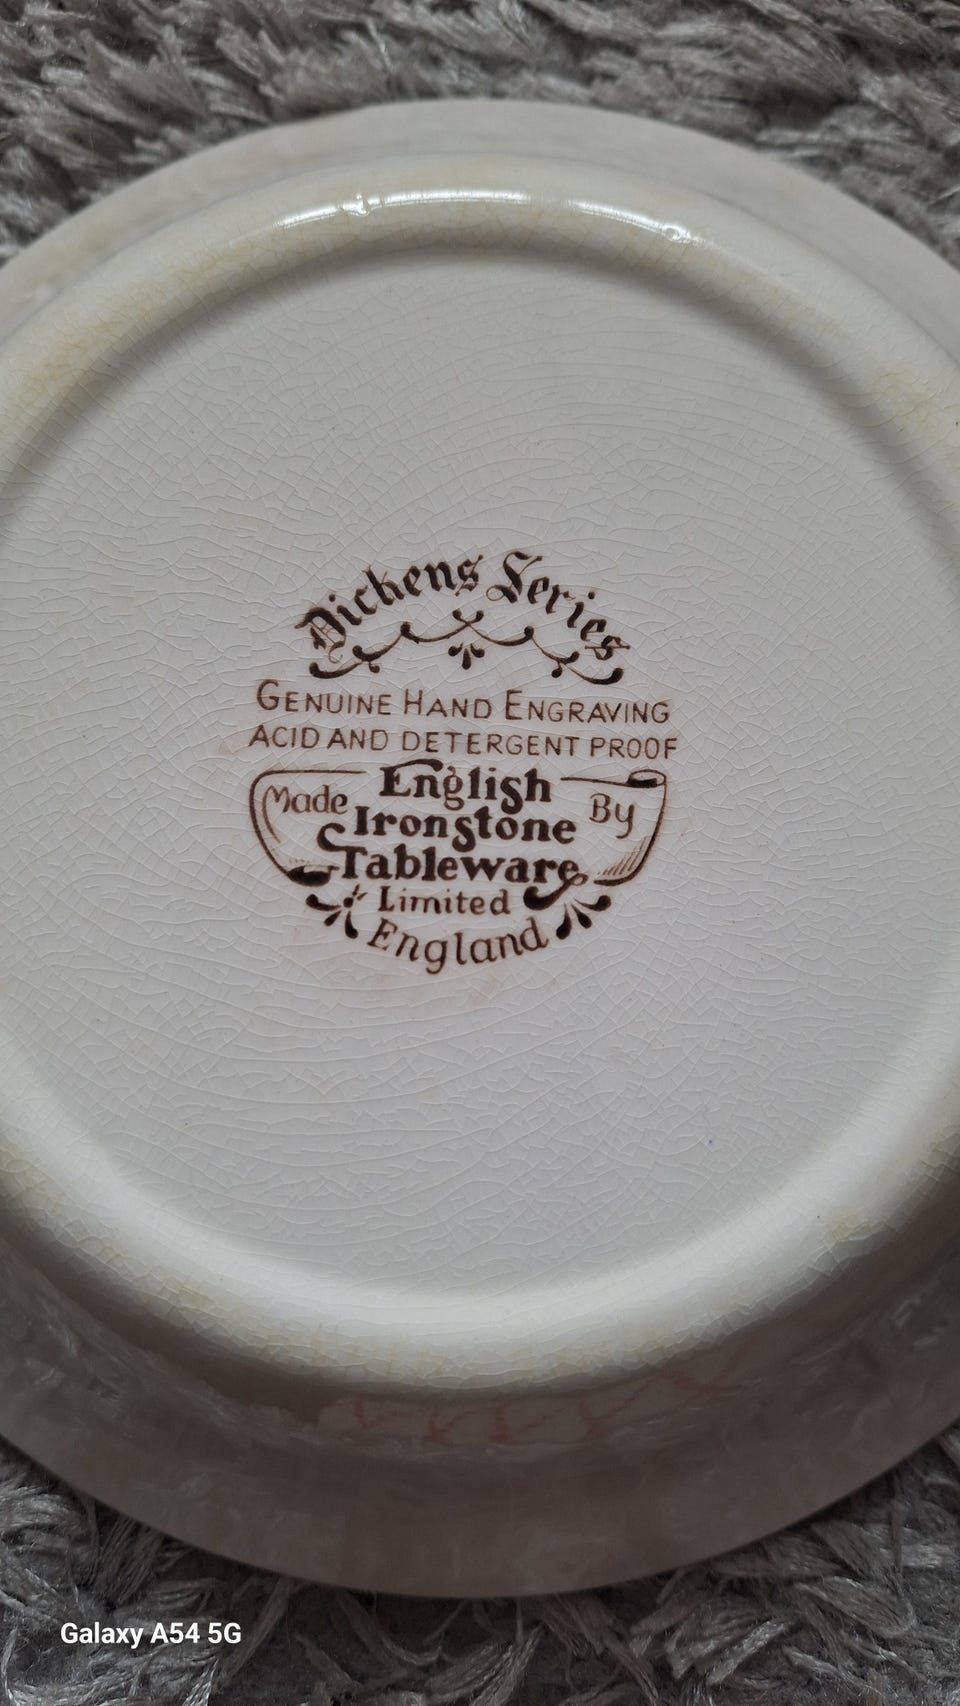 Dickens Series
GENUINE HAND ENGRAVING
ACID AND DETERGENT PROOF
Made English By
Ironstone
Tableware
Limited
England
Galaxy A54 5G